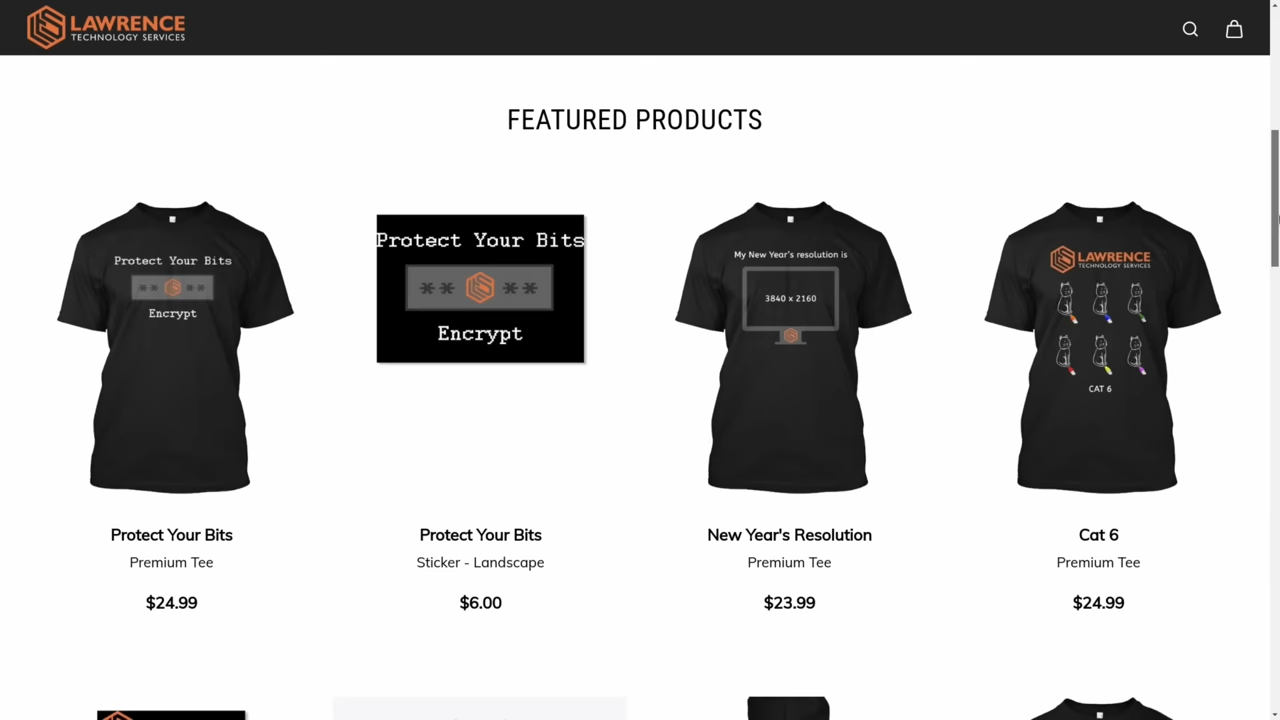 LAWRENCE
TECHNOLOGY SERVICES
FEATURED PRODUCTS
Protect Your Bits
** **
Encrypt
Protect Your Bits
** **
Encrypt
My New Year's resolution is
3840 x 2160
LAWRENCE
TECHNOLOGY SERVICES
CAT 6
Protect Your Bits
Premium Tee
$24.99
Protect Your Bits
Sticker - Landscape
$6.00
New Year's Resolution
Premium Tee
$23.99
Cat 6
Premium Tee
$24.99